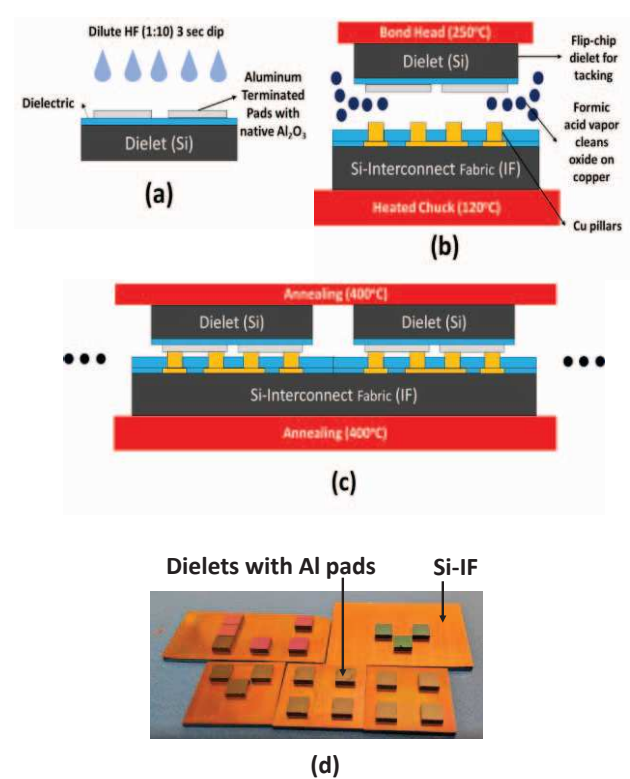 Dilute HF (1:10) 3 sec dip
Dielectric
Aluminum
Terminated
Pads with
native Al₂O₃
Dielet (Si)
(a)
Bond Head (250°C)
Dielet (Si)
Flip-chip
dielet for
tacking
Formic
acid vapor
cleans
oxide on
copper
Si-Interconnect Fabric (IF)
Heated Chuck (120°C)
Cu pillars
(b)
Annealing (400°C)
Dielet (Si)
Dielet (Si)
Si-Interconnect Fabric (IF)
Annealing (400°C)
(c)
Dielets with Al pads
Si-IF
(d)